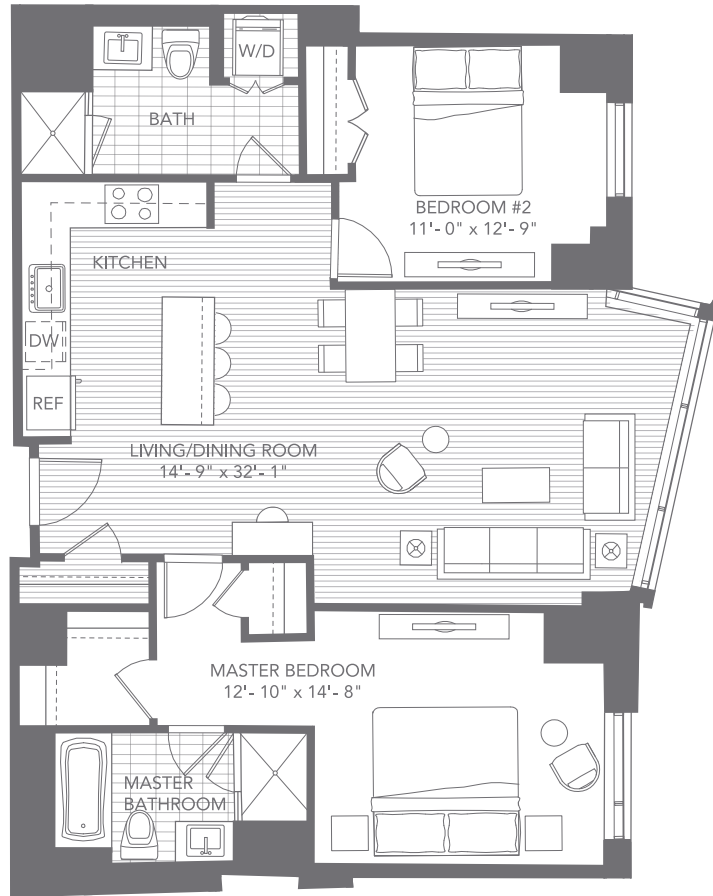 W/D
BATH
BEDROOM #2
11'- 0" x 12'- 9"
KITCHEN
DW
REF
LIVING/DINING ROOM
14'- 9" x 32'- 1"
MASTER BEDROOM
12'- 10" x 14'- 8"
MASTER
BATHROOM